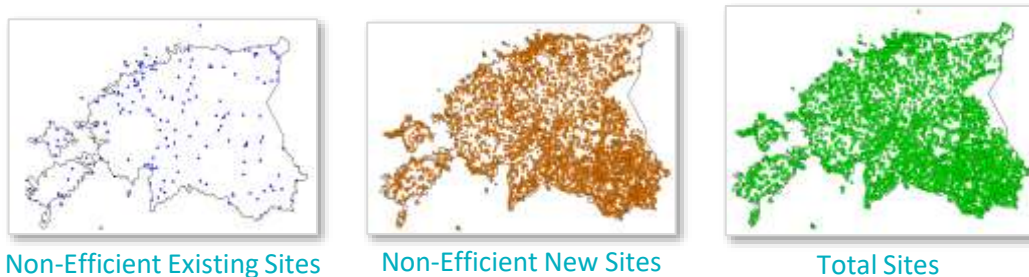 Non-Efficient Existing Sites
Non-Efficient New Sites
Total Sites